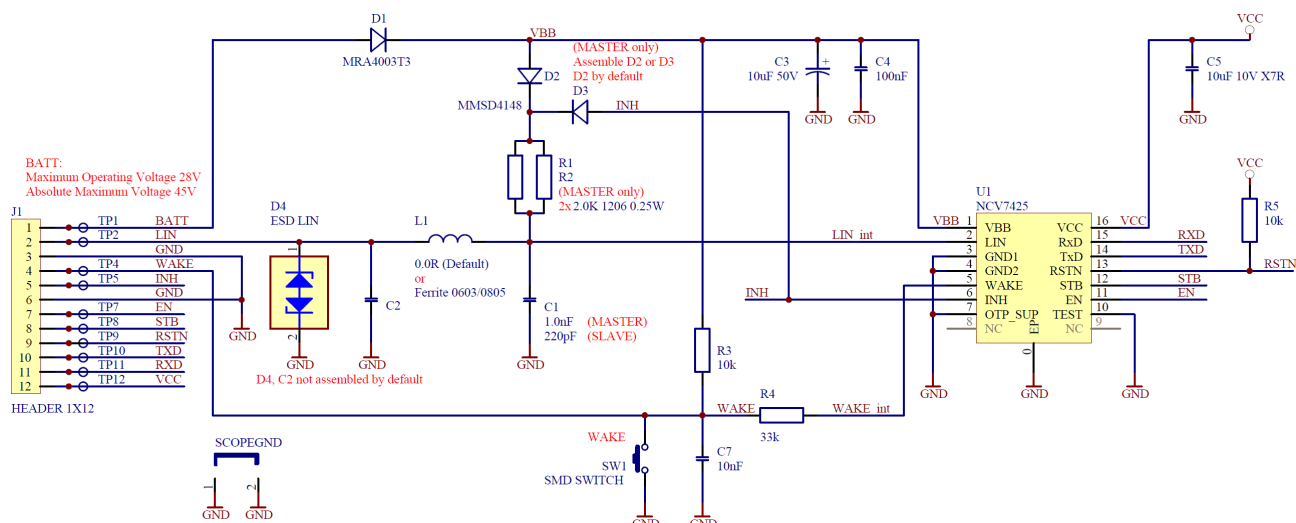 D1
MRA4003T3
VBB
(MASTER only)
Assemble D2 or D3
D2 by default
D2
D3
MMSD4148
INH
C3
10uF 50V
+
GND
C4
100nF
GND
VCC
C5
10uF 10V X7R
GND
BATT:
Maximum Operating Voltage 28V
Absolute Maximum Voltage 45V
R1
R2
(MASTER only)
2x 2.0K 1206 0.25W
VCC
R5
10k
RSTN
J1
1 TP1 BATT
2 TP2 LIN
3 GND
4 TP4 WAKE
5 TP5 INH
6 GND
7 TP7 EN
8 TP8 STB
9 TP9 RSTN
10 TP10 TXD
11 TP11 RXD
12 TP12 VCC
HEADER 1X12
GND
D4
ESD LIN
1
2
GND
C2
GND
D4, C2 not assembled by default
L1
0.0R (Default)
or
Ferrite 0603/0805
C1
1.0nF (MASTER)
220pF (SLAVE)
GND
LIN_int
INH
U1
NCV7425
VBB 1 VBB VCC 16 VCC
2 LIN RxD 15 RXD
3 GND1 TxD 14 TXD
4 GND2 RSTN 13
5 WAKE STB 12 STB
6 INH EN 11 EN
7 OTP_SUP TEST 10
8 NC NC 9
EP
0
GND
GND
GND
R3
10k
WAKE
R4
33k
WAKE_int
WAKE
SW1
SMD SWITCH
GND
C7
10nF
GND
SCOPEGND
1
2
GND
GND